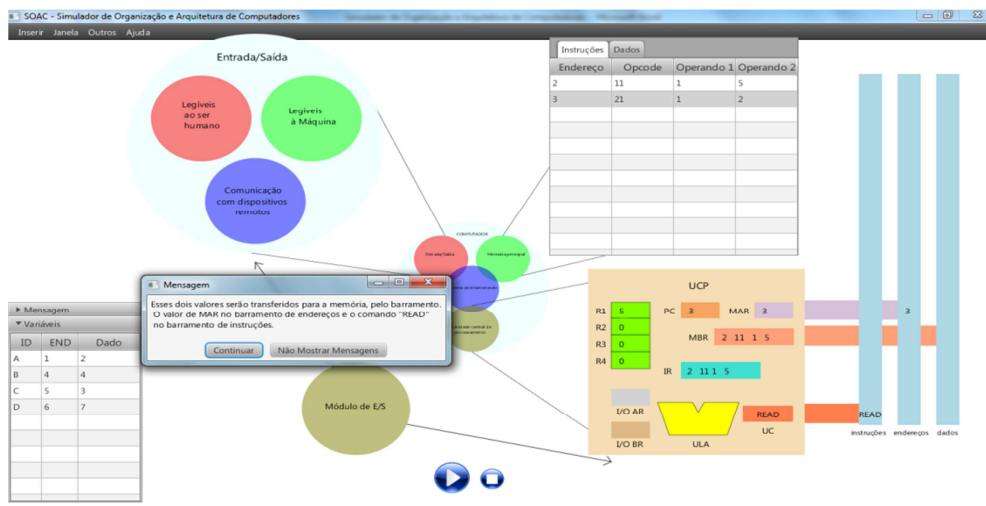 SOAC - Simulador de Organização e Arquitetura de Computadores
Inserir Janela Outros Ajuda
Entrada/Saída
Legíveis
ao ser
humano
Legíveis
à Máquina
Comunicação
com dispositivos
remotos
Instruções Dados
Endereço Opcode Operando 1 Operando 2
2 11 1 5
3 21 1 2
COMPUTADOR
Entrada/Saída
Memória principal
Mensagem
Esses dois valores serão transferidos para a memória, pelo barramento.
O valor de MAR no barramento de endereços e o comando "READ"
no barramento de instruções.
Continuar Não Mostrar Mensagens
Mensagem
Variáveis
ID END Dado
A 1 2
B 4 4
C 5 3
D 6 7
Módulo de E/S
UCP
R1 5 PC 3 MAR 3
R2 0
R3 0
R4 0
MBR 2 11 1 5
IR 2 11 1 5
I/O AR
I/O BR
ULA
READ
UC
3
READ
instruções endereços dados